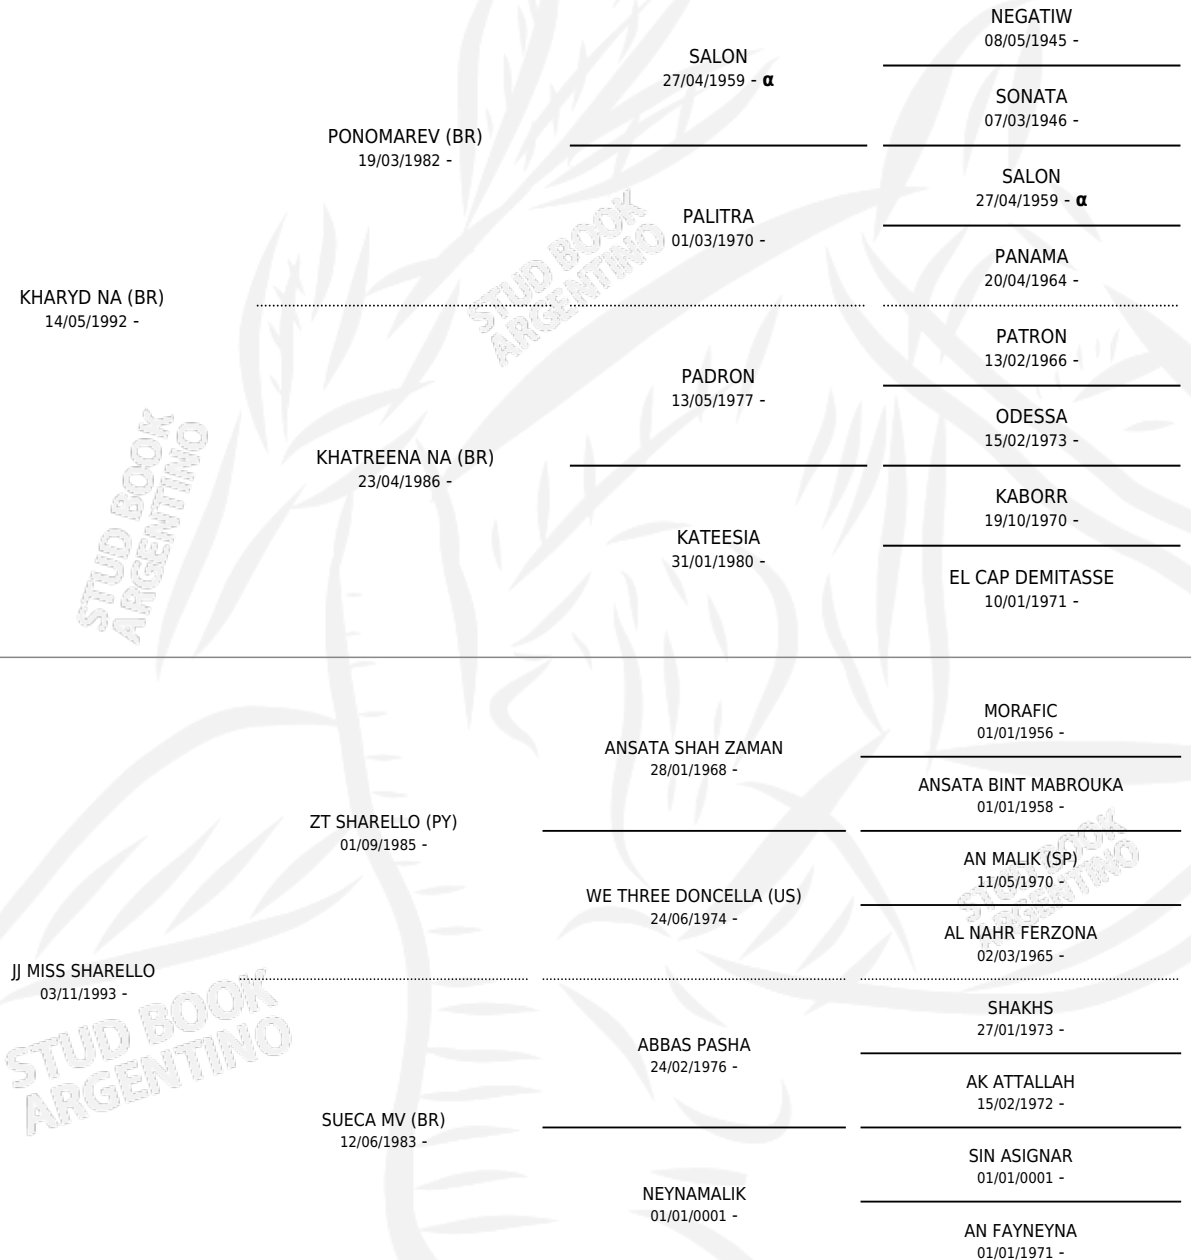 NEGATIW
08/05/1945 -
SALON
27/04/1959 - α
SONATA
07/03/1946 -
PONOMAREV (BR)
19/03/1982 -
SALON
27/04/1959 - α
PALITRA
01/03/1970 -
PANAMA
20/04/1964 -
KHARYD NA (BR)
14/05/1992 -
PATRON
13/02/1966 -
PADRON
13/05/1977 -
ODESSA
15/02/1973 -
KHATREENA NA (BR)
23/04/1986 -
KABORR
19/10/1970 -
KATEESIA
31/01/1980 -
EL CAP DEMITASSE
10/01/1971 -
STUD BOOK
ARGENTINO
STUD BOOK
ARGENTINO
MORAFIC
01/01/1956 -
ANSATA SHAH ZAMAN
28/01/1968 -
ANSATA BINT MABROUKA
01/01/1958 -
ZT SHARELLO (PY)
01/09/1985 -
AN MALIK (SP)
11/05/1970 -
WE THREE DONCELLA (US)
24/06/1974 -
AL NAHR FERZONA
02/03/1965 -
JJ MISS SHARELLO
03/11/1993 -
SHAKHS
27/01/1973 -
ABBAS PASHA
24/02/1976 -
AK ATTALLAH
15/02/1972 -
SUECA MV (BR)
12/06/1983 -
SIN ASIGNAR
01/01/0001 -
NEYNAMALIK
01/01/0001 -
AN FAYNEYNA
01/01/1971 -
STUD BOOK
ARGENTINO
STUD BOOK
ARGENTINO